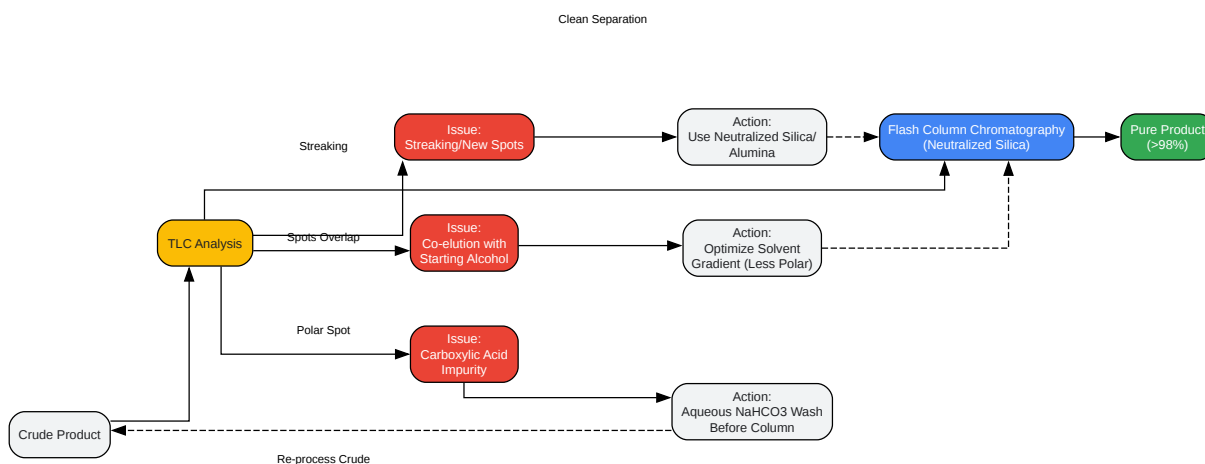 Clean Separation
Issue:
Streaking/New Spots
Action:
Use Neutralized Silica/
Alumina
Flash Column Chromatography
(Neutralized Silica)
Pure Product
(>98%)
Streaking
TLC Analysis
Spots Overlap
Issue:
Co-elution with
Starting Alcohol
Action:
Optimize Solvent
Gradient (Less Polar)
Polar Spot
Issue:
Carboxylic Acid
Impurity
Action:
Aqueous NaHCO3 Wash
Before Column
Crude Product
Re-process Crude